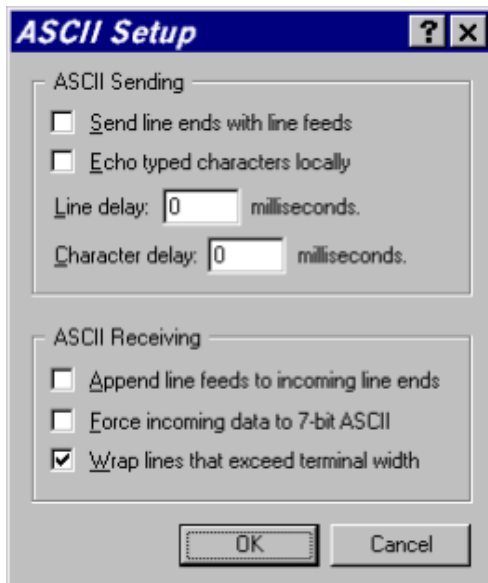 ASCII Setup ?
ASCII Sending
Send line ends with line feeds
Echo typed characters locally
Line delay: 0 milliseconds.
Character delay: 0 milliseconds.
ASCII Receiving
Append line feeds to incoming line ends
Force incoming data to 7-bit ASCII
Wrap lines that exceed terminal width
OK Cancel